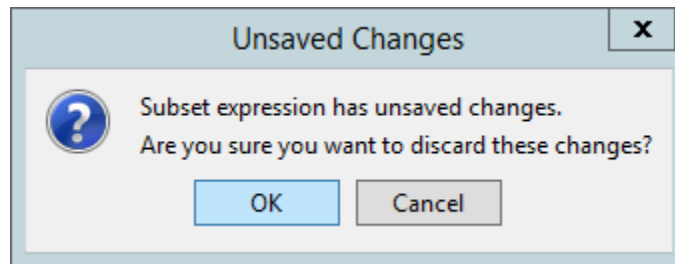 Unsaved Changes
x
Subset expression has unsaved changes.
Are you sure you want to discard these changes?
OK Cancel